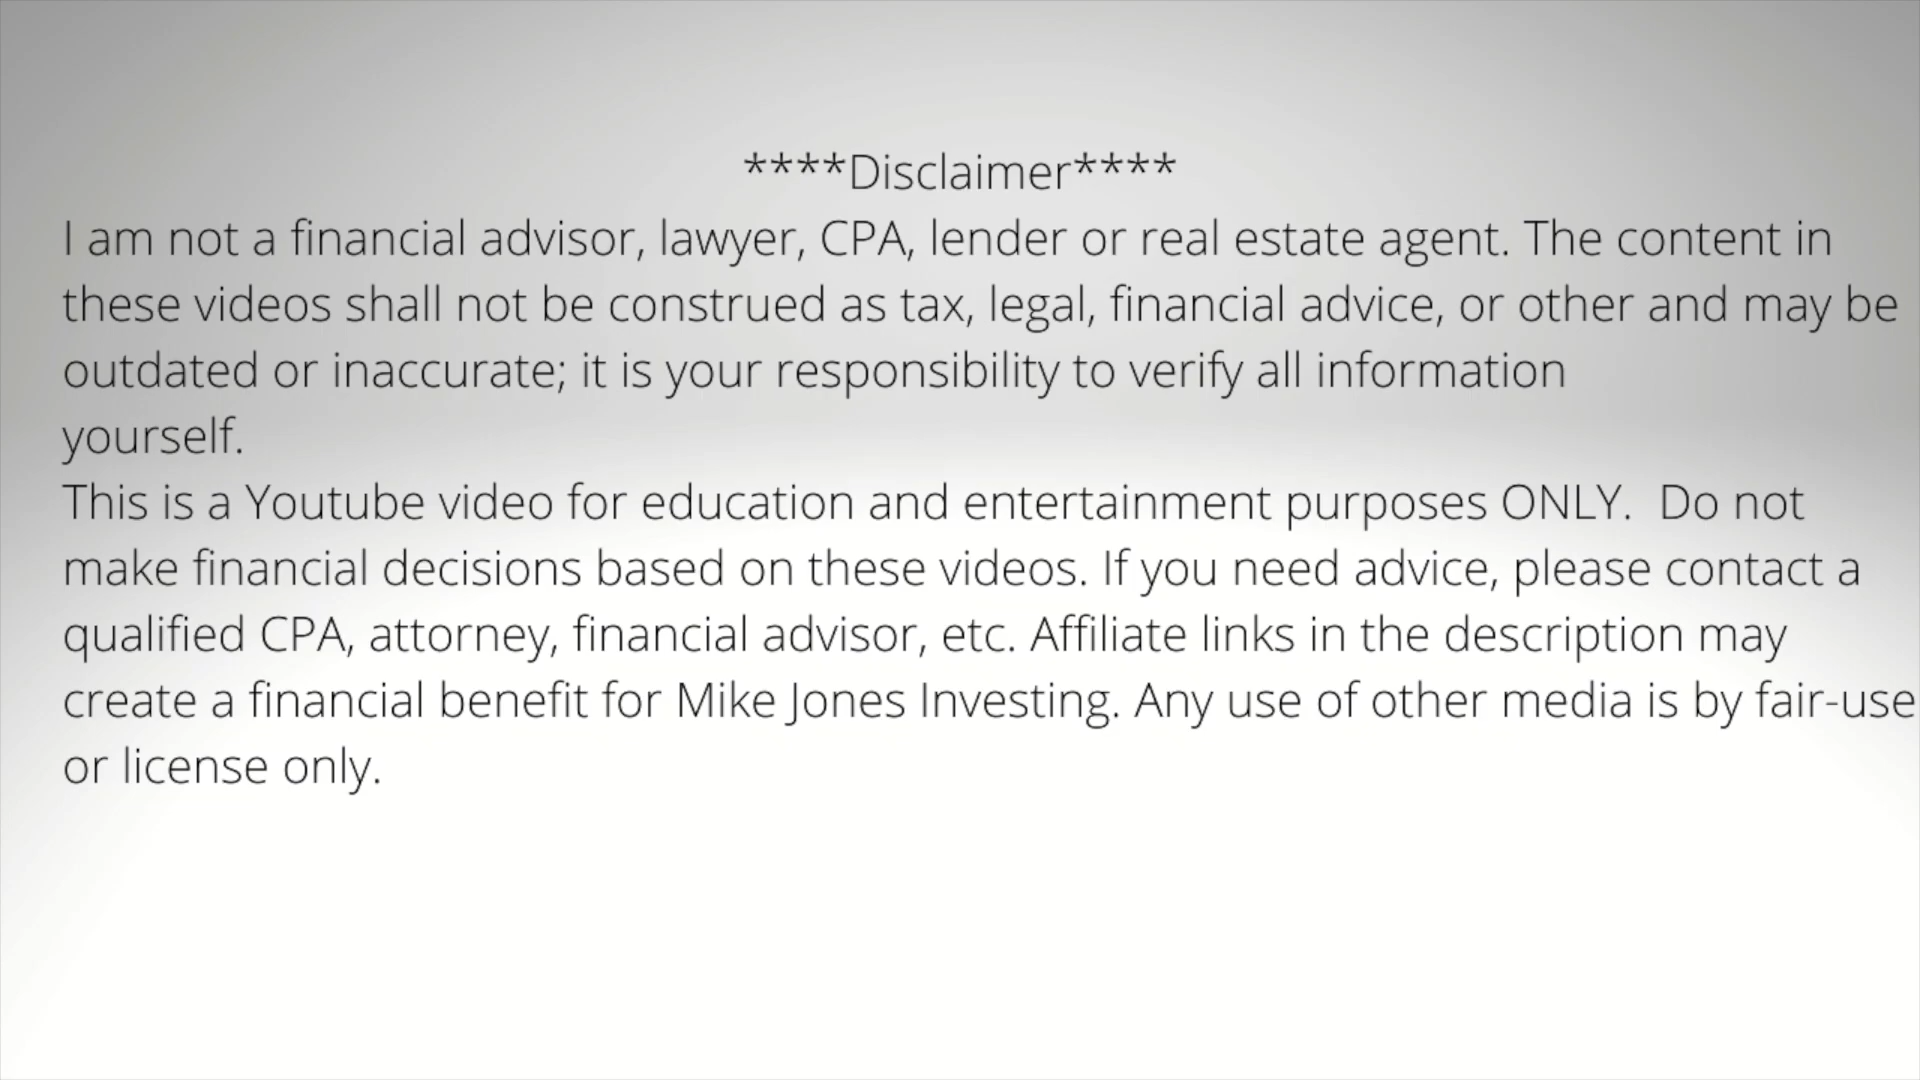 ****Disclaimer****
I am not a financial advisor, lawyer, CPA, lender or real estate agent. The content in
these videos shall not be construed as tax, legal, financial advice, or other and may be
outdated or inaccurate; it is your responsibility to verify all information
yourself.
This is a Youtube video for education and entertainment purposes ONLY.  Do not
make financial decisions based on these videos. If you need advice, please contact a
qualified CPA, attorney, financial advisor, etc. Affiliate links in the description may
create a financial benefit for Mike Jones Investing. Any use of other media is by fair-use
or license only.